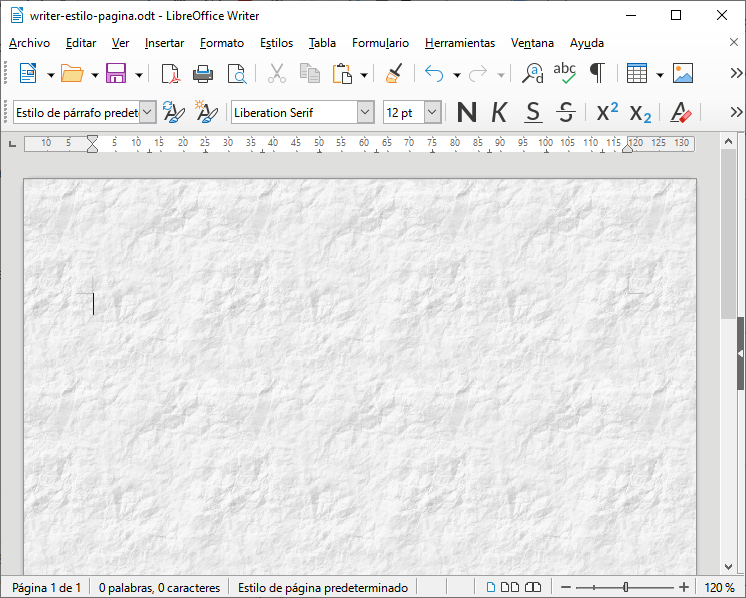 writer-estilo-pagina.odt - LibreOffice Writer
Archivo Editar Ver Insertar Formato Estilos Tabla Formulario Herramientas Ventana Ayuda
abc
Estilo de párrafo predet Liberation Serif 12 pt N K S S X2 X2 A
10 5 5 10 15 20 25 30 35 40 45 50 55 60 65 70 75 80 85 90 95 100 105 110 115 120 125 130
Página 1 de 1 0 palabras, 0 caracteres Estilo de página predeterminado 120 %